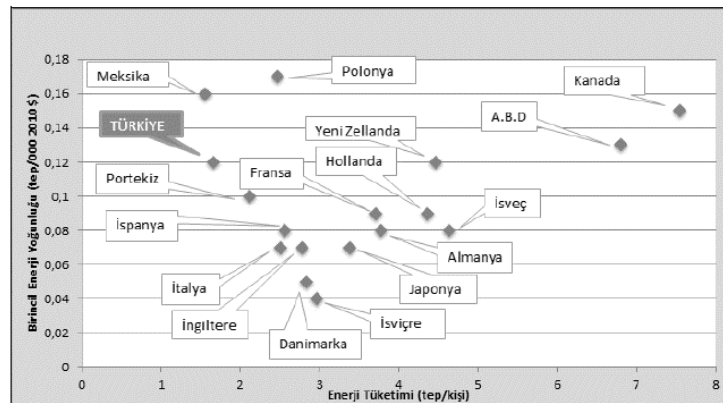 Birincil Enerji Yoğunluğu (tep/000 2010 $)
0,18
0,16
0,14
0,12
0,1
0,08
0,06
0,04
0,02
0
Meksika
Polonya
Kanada
TÜRKİYE
Yeni Zellanda
A.B.D
Hollanda
Portekiz
Fransa
İspanya
İsveç
Almanya
İtalya
Japonya
İngiltere
İsviçre
Danimarka
0 1 2 3 4 5 6 7 8
Enerji Tüketimi (tep/kişi)